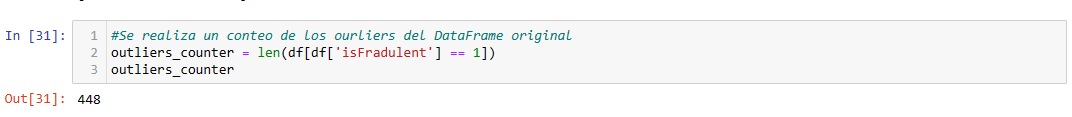 In [31]:
1 #Se realiza un conteo de los ourliers del DataFrame original
2 outliers_counter = len(df[df['isFradulent'] == 1])
3 outliers_counter
Out[31]: 448